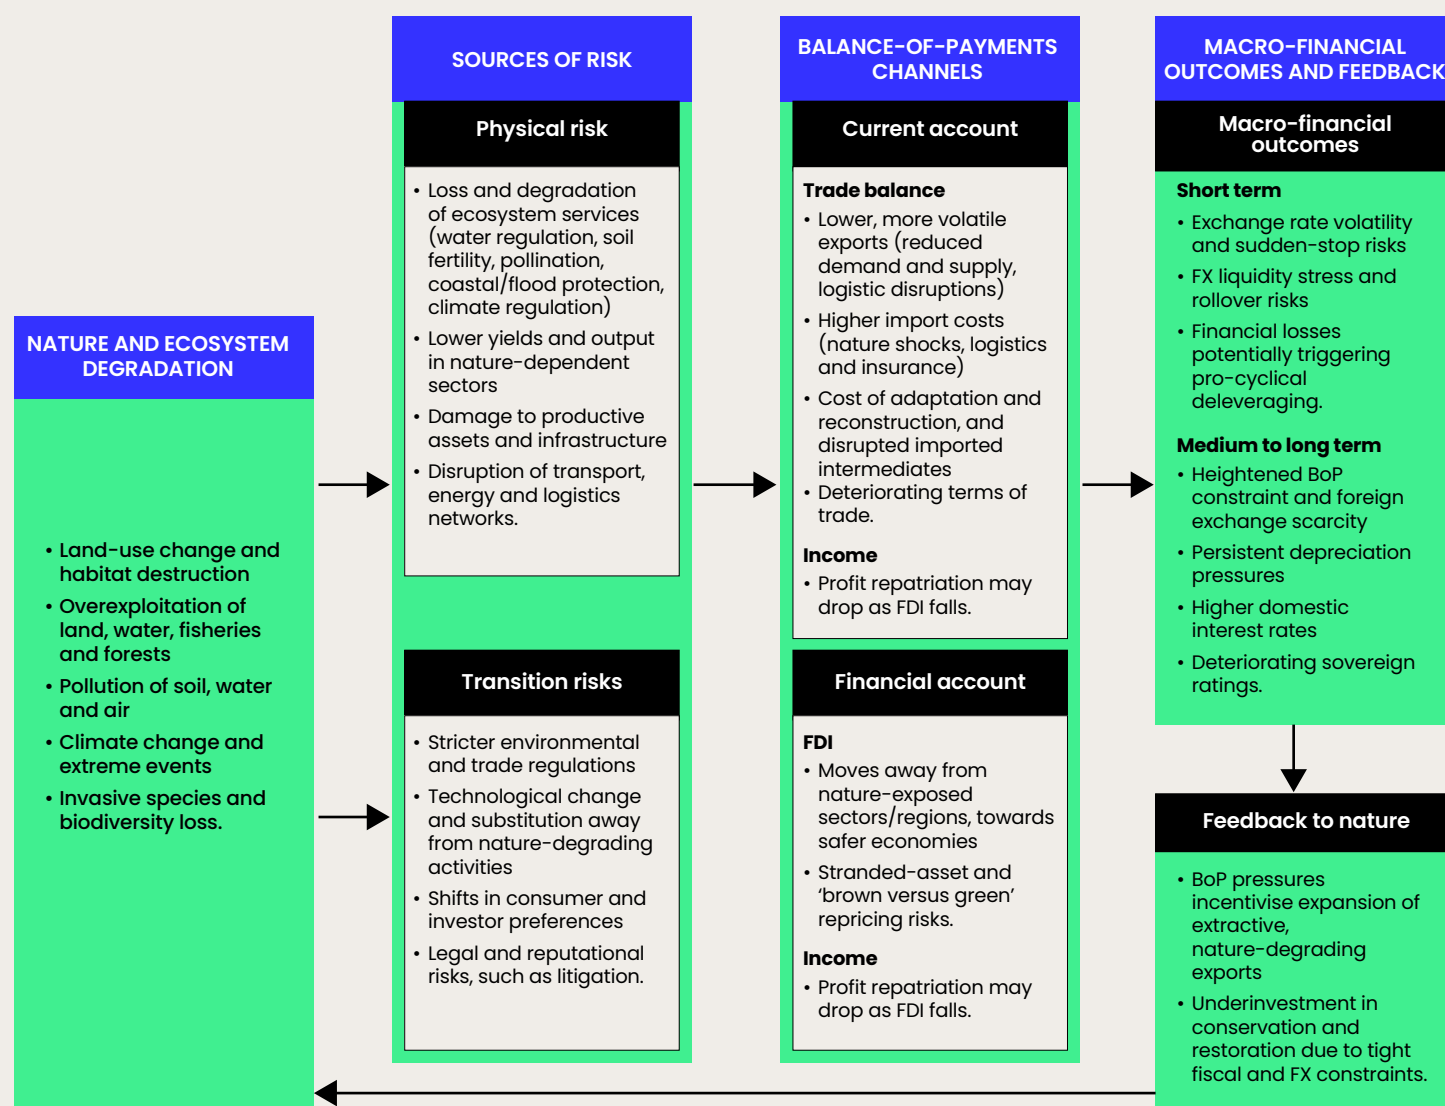 NATURE AND ECOSYSTEM
DEGRADATION
• Land-use change and
habitat destruction
• Overexploitation of
land, water, fisheries
and forests
• Pollution of soil, water
and air
• Climate change and
extreme events
• Invasive species and
biodiversity loss.
SOURCES OF RISK
Physical risk
• Loss and degradation
of ecosystem services
(water regulation, soil
fertility, pollination,
coastal/flood protection,
climate regulation)
• Lower yields and output
in nature-dependent
sectors
• Damage to productive
assets and infrastructure
• Disruption of transport,
energy and logistics
networks.
Transition risks
• Stricter environmental
and trade regulations
• Technological change
and substitution away
from nature-degrading
activities
• Shifts in consumer and
investor preferences
• Legal and reputational
risks, such as litigation.
BALANCE-OF-PAYMENTS
CHANNELS
Current account
Trade balance
• Lower, more volatile
exports (reduced
demand and supply,
logistic disruptions)
• Higher import costs
(nature shocks, logistics
and insurance)
• Cost of adaptation and
reconstruction, and
disrupted imported
intermediates
• Deteriorating terms of
trade.
Income
• Profit repatriation may
drop as FDI falls.
Financial account
FDI
• Moves away from
nature-exposed
sectors/regions, towards
safer economies
• Stranded-asset and
‘brown versus green’
repricing risks.
Income
• Profit repatriation may
drop as FDI falls.
MACRO-FINANCIAL
OUTCOMES AND FEEDBACK
Macro-financial
outcomes
Short term
• Exchange rate volatility
and sudden-stop risks
• FX liquidity stress and
rollover risks
• Financial losses
potentially triggering
pro-cyclical
deleveraging.
Medium to long term
• Heightened BoP
constraint and foreign
exchange scarcity
• Persistent depreciation
pressures
• Higher domestic
interest rates
• Deteriorating sovereign
ratings.
Feedback to nature
• BoP pressures
incentivise expansion of
extractive,
nature-degrading
exports
• Underinvestment in
conservation and
restoration due to tight
fiscal and FX constraints.